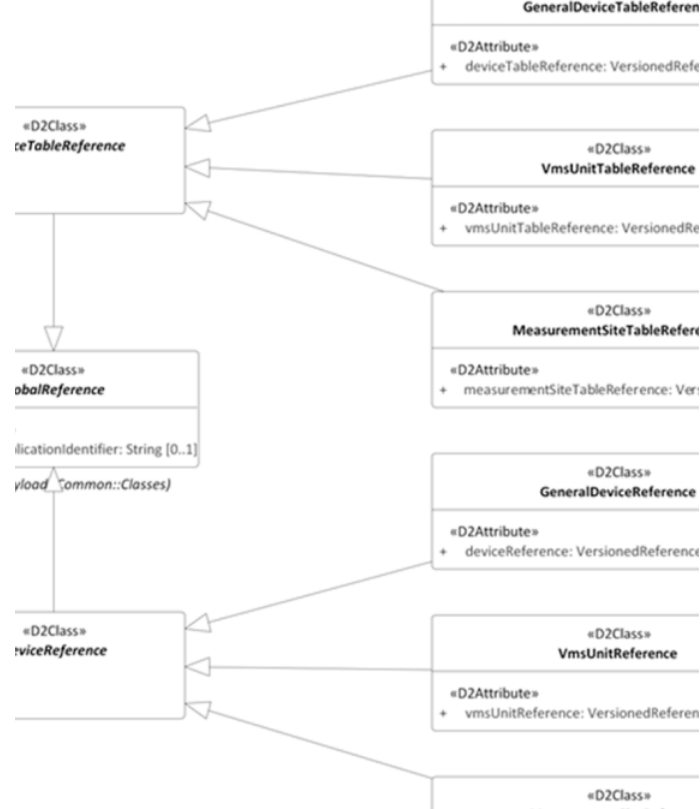 GeneralDeviceTableReferen
«D2Attribute»
+ deviceTableReference: VersionedRefe
«D2Class»
ceTableReference
«D2Class»
VmsUnitTableReference
«D2Attribute»
+ vmsUnitTableReference: VersionedRe
«D2Class»
MeasurementSiteTableRefere
«D2Attribute»
+ measurementSiteTableReference: Vers
«D2Class»
obalReference
licationIdentifier: String [0..1]
yload Common::Classes)
«D2Class»
GeneralDeviceReference
«D2Attribute»
+ deviceReference: VersionedReference
«D2Class»
eviceReference
«D2Class»
VmsUnitReference
«D2Attribute»
+ vmsUnitReference: VersionedReferen
«D2Class»